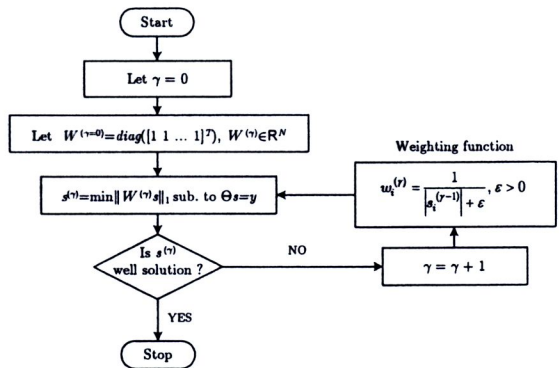 Start
Let γ = 0
Let W^(γ=0)=diag([1 1 ... 1]^T), W^(γ)∈R^N
s^(γ)=min‖W^(γ)s‖₁ sub. to Θs=y
Is s^(γ)
well solution ?
YES
Stop
NO
γ = γ + 1
Weighting function
w_i^(γ) = 1 / (|s_i^(γ-1)| + ε), ε > 0